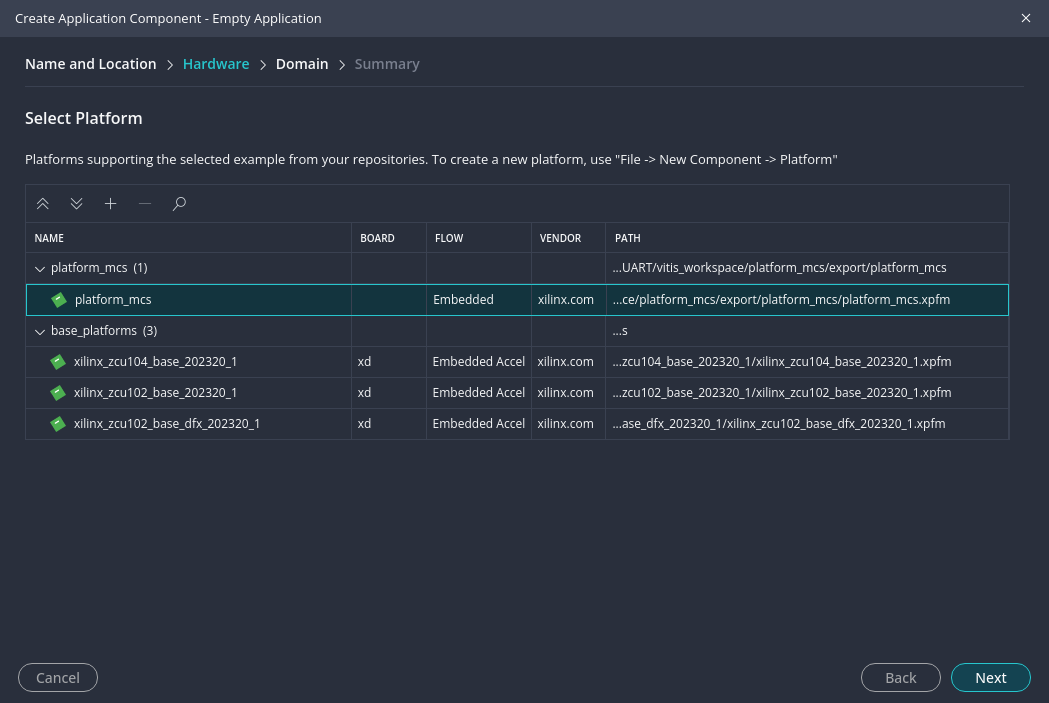 Create Application Component - Empty Application
Name and Location > Hardware > Domain > Summary
Select Platform
Platforms supporting the selected example from your repositories. To create a new platform, use "File -> New Component -> Platform"
NAME BOARD FLOW VENDOR PATH
platform_mcs (1) ...UART/vitis_workspace/platform_mcs/export/platform_mcs
platform_mcs Embedded xilinx.com ...ce/platform_mcs/export/platform_mcs/platform_mcs.xpfm
base_platforms (3) ...s
xilinx_zcu104_base_202320_1 xd Embedded Accel xilinx.com ...zcu104_base_202320_1/xilinx_zcu104_base_202320_1.xpfm
xilinx_zcu102_base_202320_1 xd Embedded Accel xilinx.com ...zcu102_base_202320_1/xilinx_zcu102_base_202320_1.xpfm
xilinx_zcu102_base_dfx_202320_1 xd Embedded Accel xilinx.com ...ase_dfx_202320_1/xilinx_zcu102_base_dfx_202320_1.xpfm
Cancel Back Next